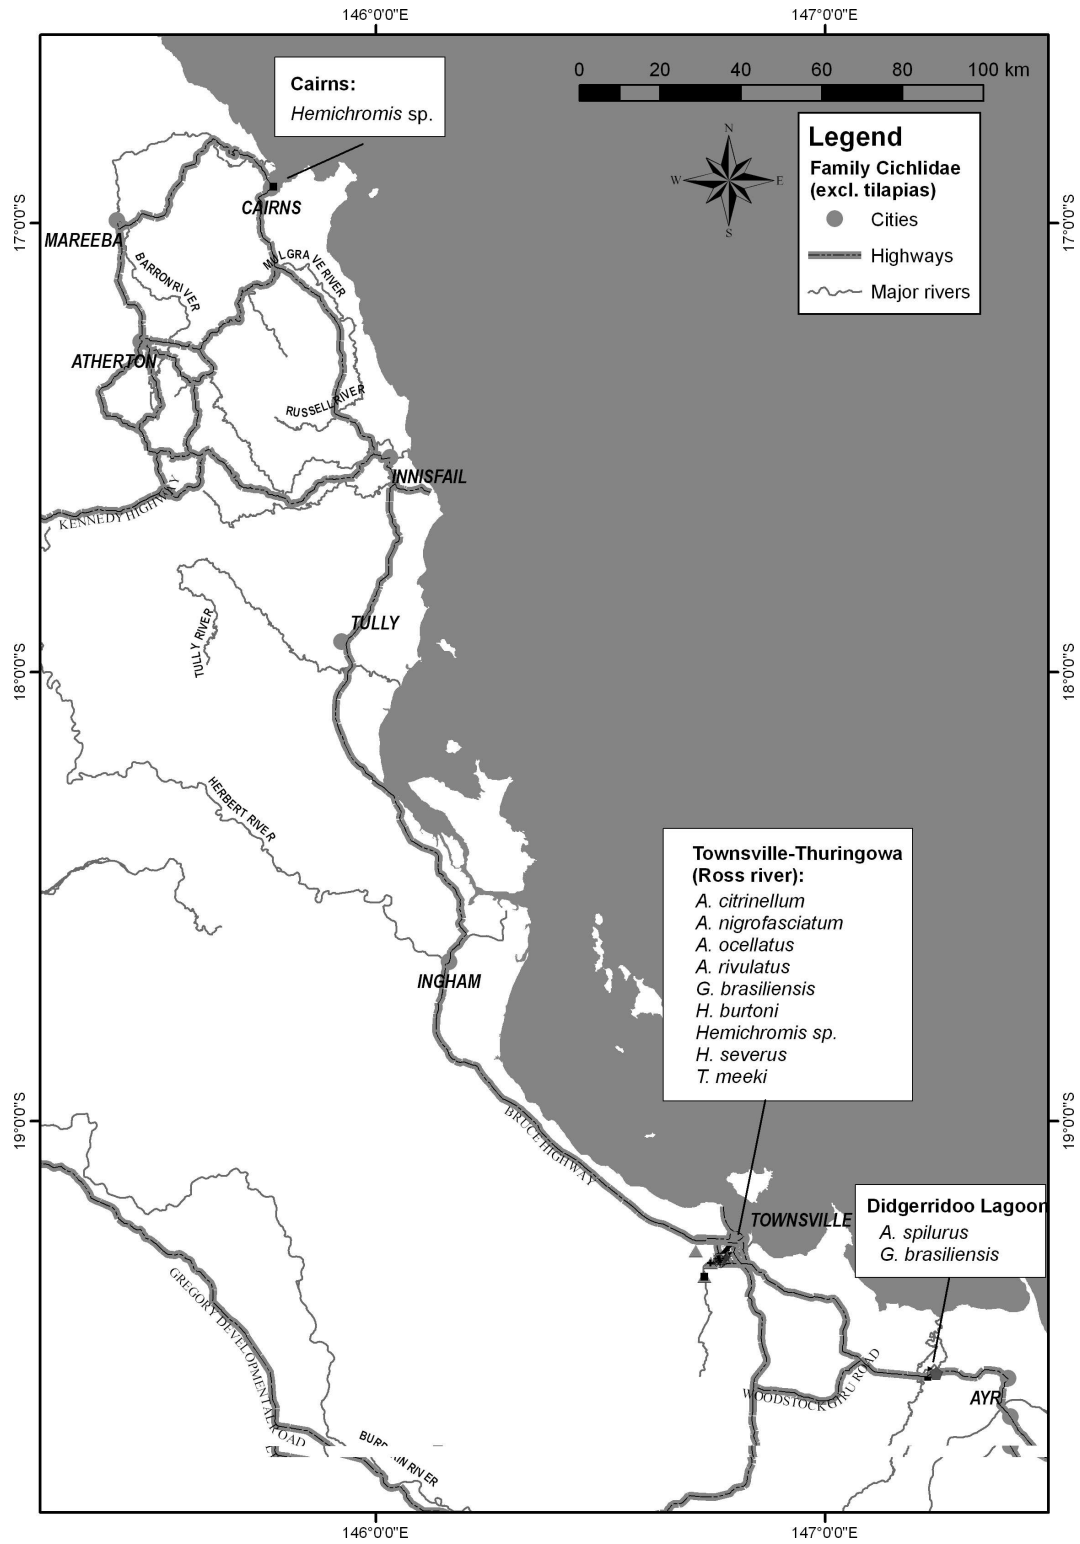 146°0'0"E
147°0'0"E
0 20 40 60 80 100 km
Cairns:
Hemichromis sp.
N
W E
S
Legend
Family Cichlidae
(excl. tilapias)
Cities
Highways
Major rivers
17°0'0"S
17°0'0"S
CAIRNS
MAREEBA
BARRON RIVER
MULGRAVE RIVER
ATHERTON
RUSSELL RIVER
INNISFAIL
KENNEDY HIGHWAY
TULLY
TULLY RIVER
18°0'0"S
18°0'0"S
HERBERT RIVER
Townsville-Thuringowa
(Ross river):
A. citrinellum
A. nigrofasciatum
A. ocellatus
A. rivulatus
G. brasiliensis
H. burtoni
Hemichromis sp.
H. severus
T. meeki
INGHAM
19°0'0"S
19°0'0"S
BRUCE HIGHWAY
TOWNSVILLE
Didgerridoo Lagoon
A. spilurus
G. brasiliensis
GREGORY DEVELOPMENTAL ROAD
WOODSTOCK GIRU ROAD
AYR
RIVER
146°0'0"E
147°0'0"E